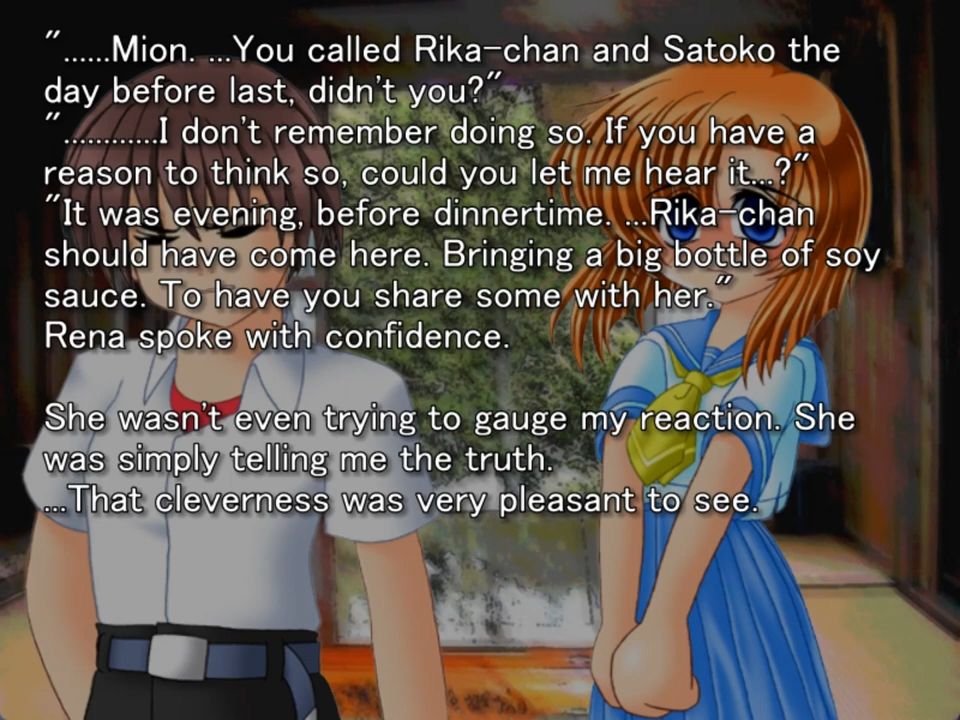 "......Mion. ...You called Rika-chan and Satoko the
day before last, didn't you?"
"............I don't remember doing so. If you have a
reason to think so, could you let me hear it...?"
"It was evening, before dinnertime. ...Rika-chan
should have come here. Bringing a big bottle of soy
sauce. To have you share some with her."
Rena spoke with confidence.
She wasn't even trying to gauge my reaction. She
was simply telling me the truth.
...That cleverness was very pleasant to see.